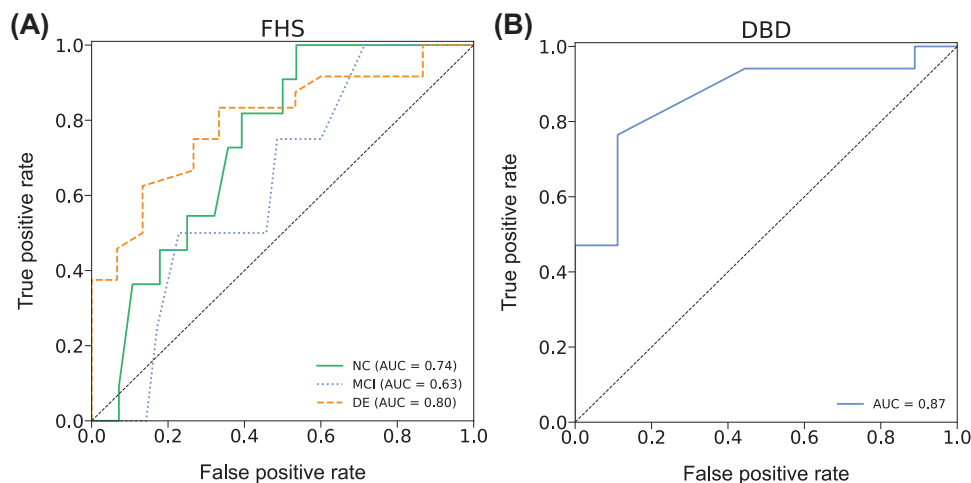 (A)
FHS
1.0
0.8
0.6
0.4
0.2
0.0
True positive rate
0.0
0.2
0.4
0.6
0.8
1.0
False positive rate
NC (AUC = 0.74)
MCI (AUC = 0.63)
DE (AUC = 0.80)
(B)
DBD
1.0
0.8
0.6
0.4
0.2
0.0
True positive rate
0.0
0.2
0.4
0.6
0.8
1.0
False positive rate
AUC = 0.87